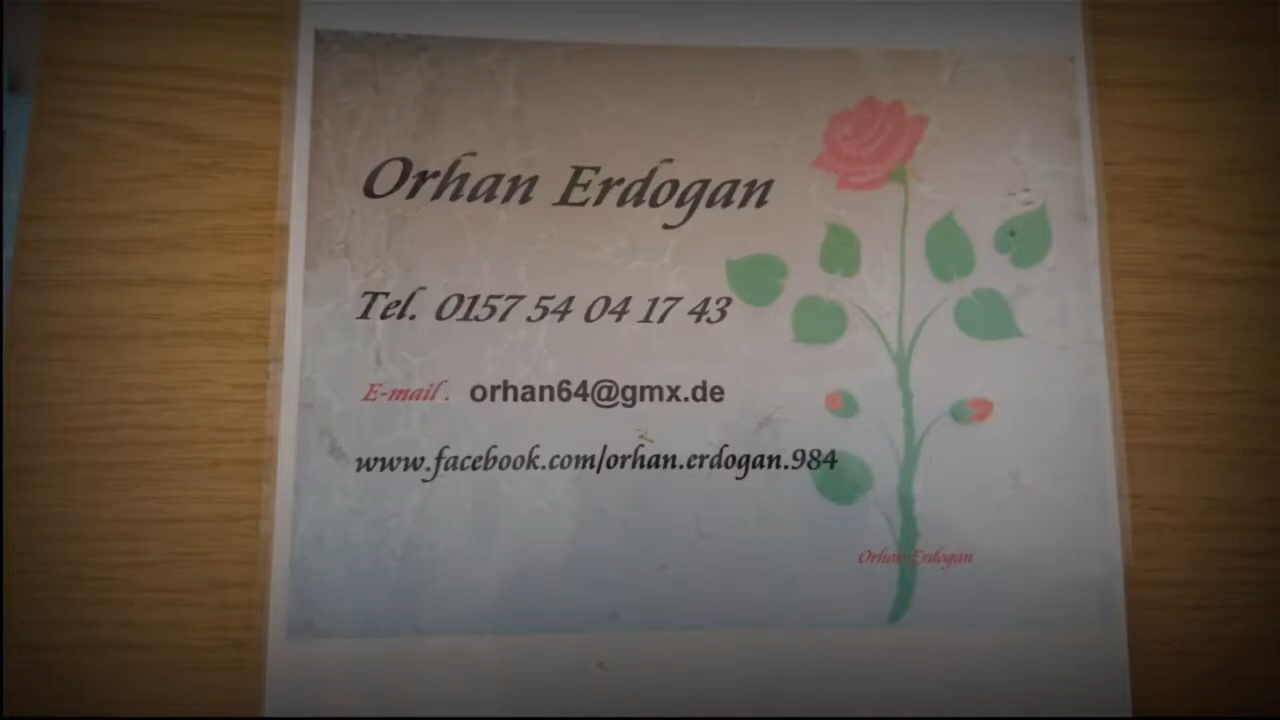 Orhan Erdogan
Tel. 0157 54 04 17 43
E-mail. orhan64@gmx.de
www.facebook.com/orhan.erdogan.984
Orhan Erdogan